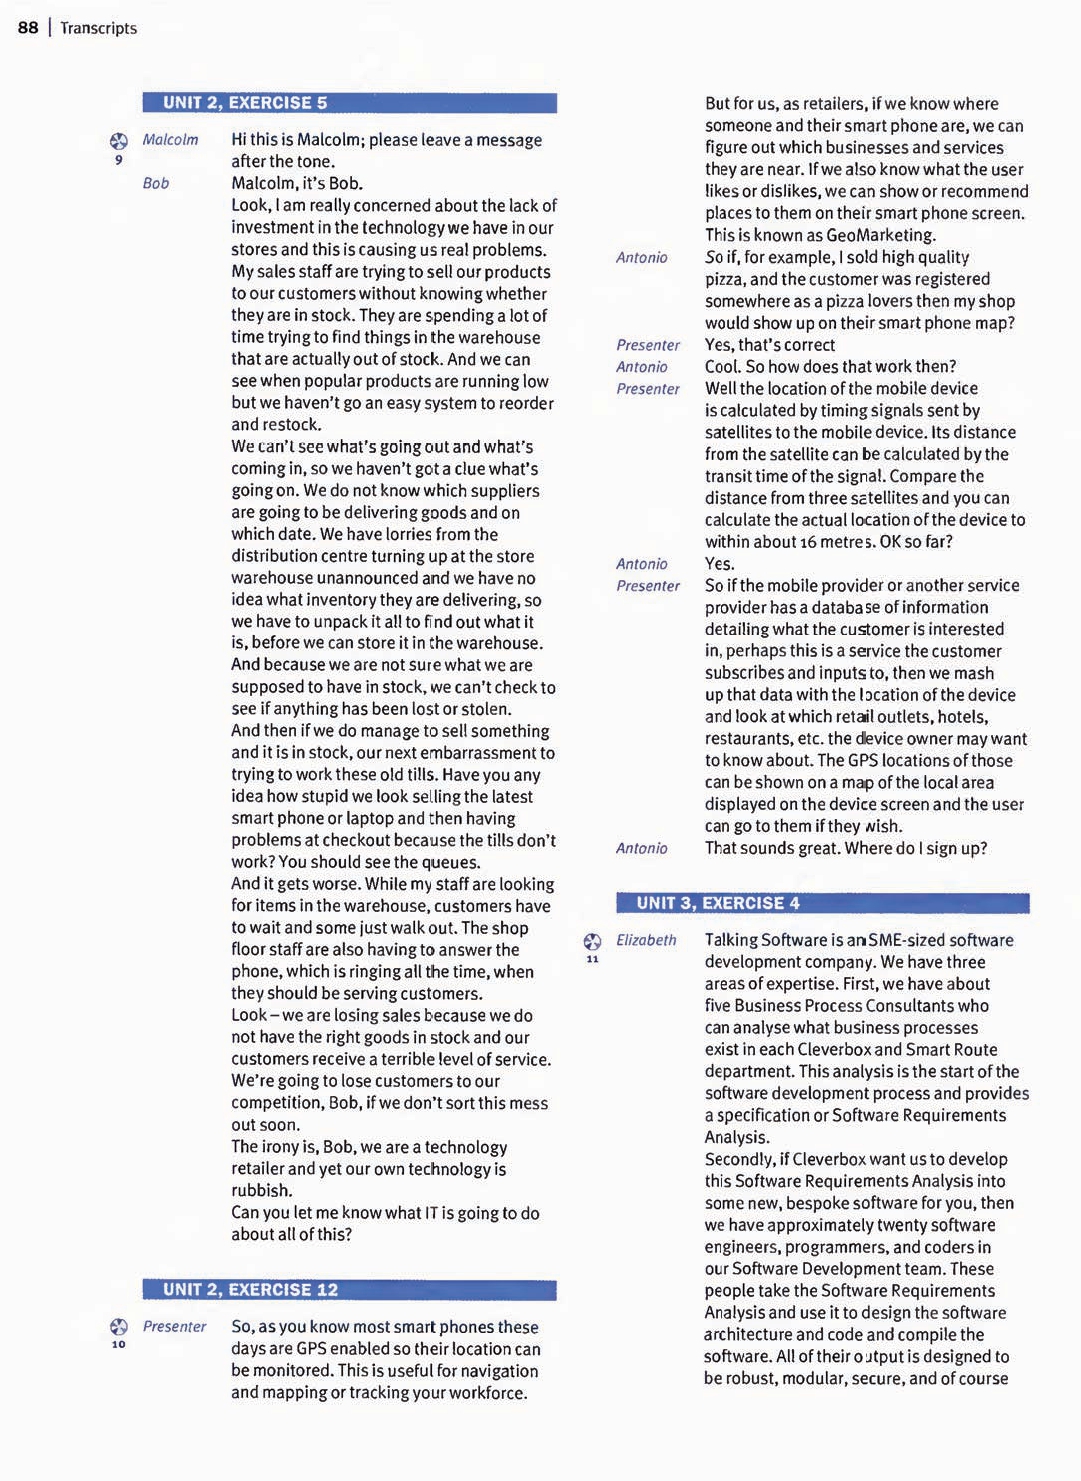 88 | Transcripts
UNIT 2, EXERCISE 5
9
Malcolm Hi this is Malcolm; please leave a message
after the tone.
Bob Malcolm, it's Bob.
Look, I am really concerned about the lack of
investment in the technology we have in our
stores and this is causing us real problems.
My sales staff are trying to sell our products
to our customers without knowing whether
they are in stock. They are spending a lot of
time trying to find things in the warehouse
that are actually out of stock. And we can
see when popular products are running low
but we haven't go an easy system to reorder
and restock.
We can't see what's going out and what's
coming in, so we haven't got a clue what's
going on. We do not know which suppliers
are going to be delivering goods and on
which date. We have lorries from the
distribution centre turning up at the store
warehouse unannounced and we have no
idea what inventory they are delivering, so
we have to unpack it all to find out what it
is, before we can store it in the warehouse.
And because we are not sure what we are
supposed to have in stock, we can't check to
see if anything has been lost or stolen.
And then if we do manage to sell something
and it is in stock, our next embarrassment to
trying to work these old tills. Have you any
idea how stupid we look selling the latest
smart phone or laptop and then having
problems at checkout because the tills don't
work? You should see the queues.
And it gets worse. While my staff are looking
for items in the warehouse, customers have
to wait and some just walk out. The shop
floor staff are also having to answer the
phone, which is ringing all the time, when
they should be serving customers.
Look – we are losing sales because we do
not have the right goods in stock and our
customers receive a terrible level of service.
We're going to lose customers to our
competition, Bob, if we don't sort this mess
out soon.
The irony is, Bob, we are a technology
retailer and yet our own technology is
rubbish.
Can you let me know what IT is going to do
about all of this?
UNIT 2, EXERCISE 12
10
Presenter So, as you know most smart phones these
days are GPS enabled so their location can
be monitored. This is useful for navigation
and mapping or tracking your workforce.
But for us, as retailers, if we know where
someone and their smart phone are, we can
figure out which businesses and services
they are near. If we also know what the user
likes or dislikes, we can show or recommend
places to them on their smart phone screen.
This is known as GeoMarketing.
Antonio So if, for example, I sold high quality
pizza, and the customer was registered
somewhere as a pizza lovers then my shop
would show up on their smart phone map?
Presenter Yes, that's correct
Antonio Cool. So how does that work then?
Presenter Well the location of the mobile device
is calculated by timing signals sent by
satellites to the mobile device. Its distance
from the satellite can be calculated by the
transit time of the signal. Compare the
distance from three satellites and you can
calculate the actual location of the device to
within about 16 metres. OK so far?
Antonio Yes.
Presenter So if the mobile provider or another service
provider has a database of information
detailing what the customer is interested
in, perhaps this is a service the customer
subscribes and inputs to, then we mash
up that data with the location of the device
and look at which retail outlets, hotels,
restaurants, etc. the device owner may want
to know about. The GPS locations of those
can be shown on a map of the local area
displayed on the device screen and the user
can go to them if they wish.
Antonio That sounds great. Where do I sign up?
UNIT 3, EXERCISE 4
11
Elizabeth Talking Software is an SME-sized software
development company. We have three
areas of expertise. First, we have about
five Business Process Consultants who
can analyse what business processes
exist in each Cleverbox and Smart Route
department. This analysis is the start of the
software development process and provides
a specification or Software Requirements
Analysis.
Secondly, if Cleverbox want us to develop
this Software Requirements Analysis into
some new, bespoke software for you, then
we have approximately twenty software
engineers, programmers, and coders in
our Software Development team. These
people take the Software Requirements
Analysis and use it to design the software
architecture and code and compile the
software. All of their output is designed to
be robust, modular, secure, and of course